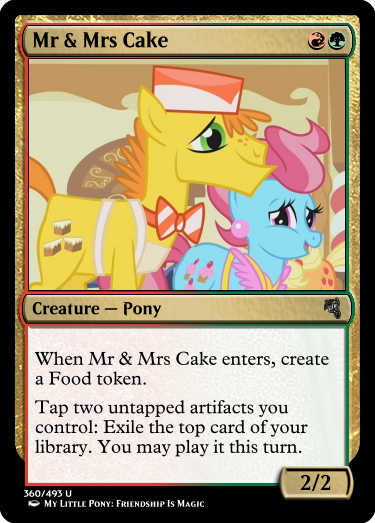 Mr & Mrs Cake
Creature — Pony
When Mr & Mrs Cake enters, create
a Food token.
Tap two untapped artifacts you
control: Exile the top card of your
library. You may play it this turn.
2/2
360/493 U
My Little Pony: Friendship Is Magic